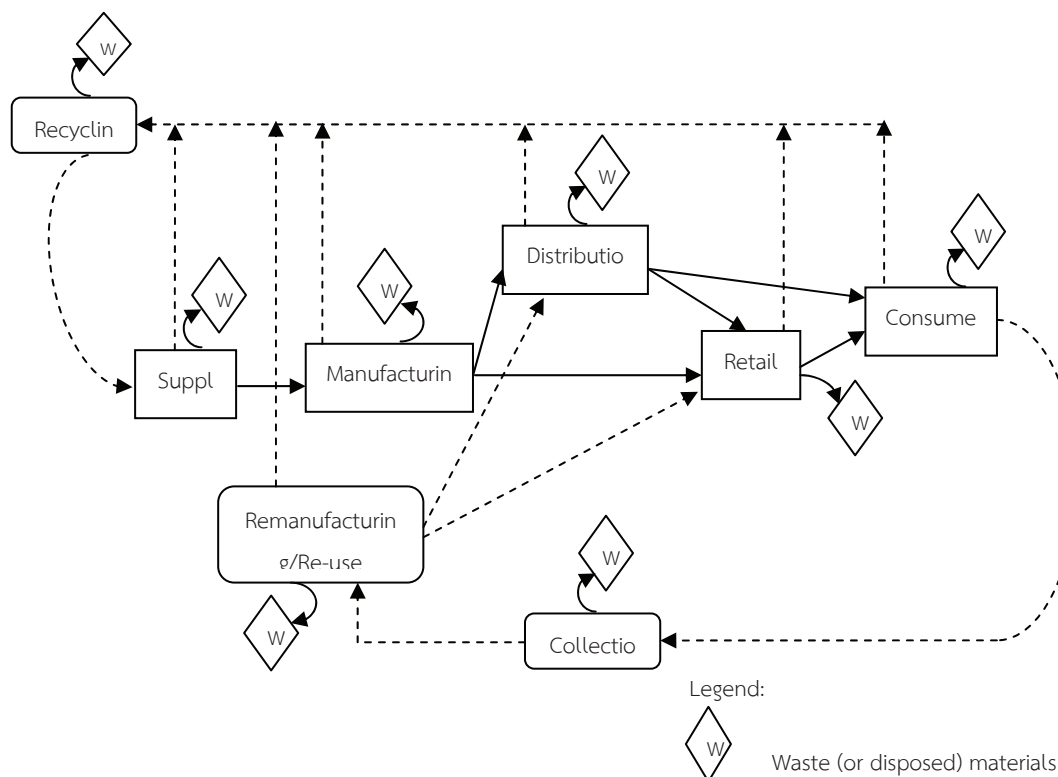 W
Recyclin
W
Distributio
W
W
W
Consume
Suppl
Manufacturin
Retail
W
Remanufacturin
g/Re-use
W
W
Collectio
Legend:
W
Waste (or disposed) materials